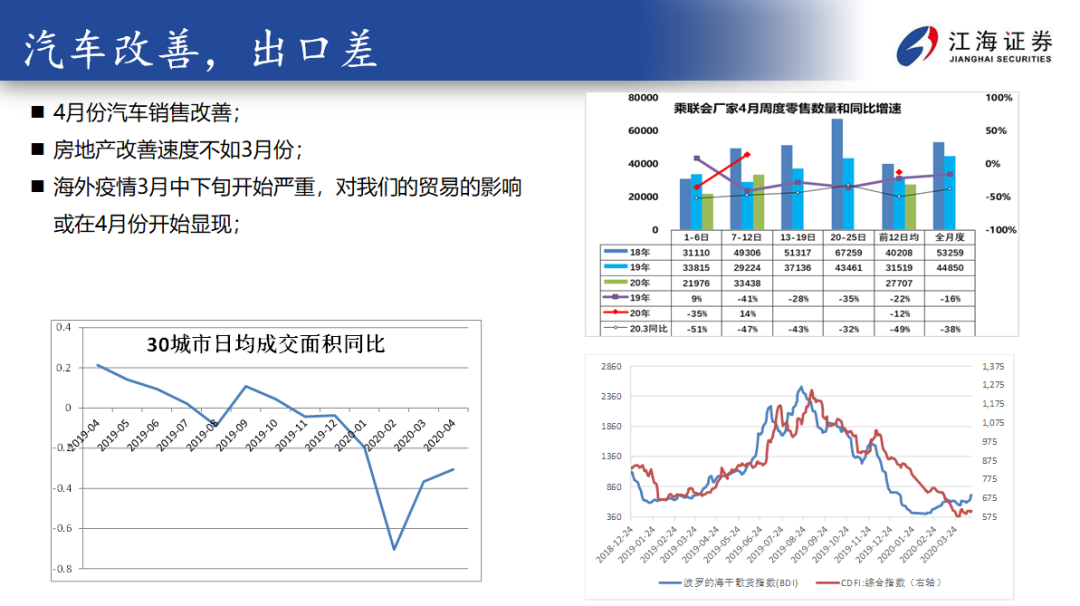 汽车改善，出口差
江海证券
JIANGHAI SECURITIES
■ 4月份汽车销售改善；
■ 房地产改善速度不如3月份；
■ 海外疫情3月中下旬开始严重，对我们的贸易的影响
或在4月份开始显现；
乘联会厂家4月周度零售数量和同比增速
80000 100%
60000 50%
40000 0%
20000 -50%
0 -100%
1-6日 7-12日 13-19日 20-25日 前12日均 全月度
18年 31110 49306 51317 67259 40208 53259
19年 33815 29224 37136 43461 31519 44850
20年 21976 33438 27707
19年 9% -41% -28% -35% -22% -16%
20年 -35% 14% -12%
20.3同比 -51% -47% -43% -32% -49% -38%
30城市日均成交面积同比
0.4
0.2
0
-0.2
-0.4
-0.6
-0.8
2019-04 2019-05 2019-06 2019-07 2019-08 2019-09 2019-10 2019-11 2019-12 2020-01 2020-02 2020-03 2020-04
2860 1,375
1,275
2360 1,175
1860 1,075
975
1360 875
775
860 675
360 575
2018-12-24 2019-01-24 2019-02-24 2019-03-24 2019-04-24 2019-05-24 2019-06-24 2019-07-24 2019-08-24 2019-09-24 2019-10-24 2019-11-24 2019-12-24 2020-01-24 2020-02-24 2020-03-24
波罗的海干散货指数(BDI) CDFI:综合指数（右轴）